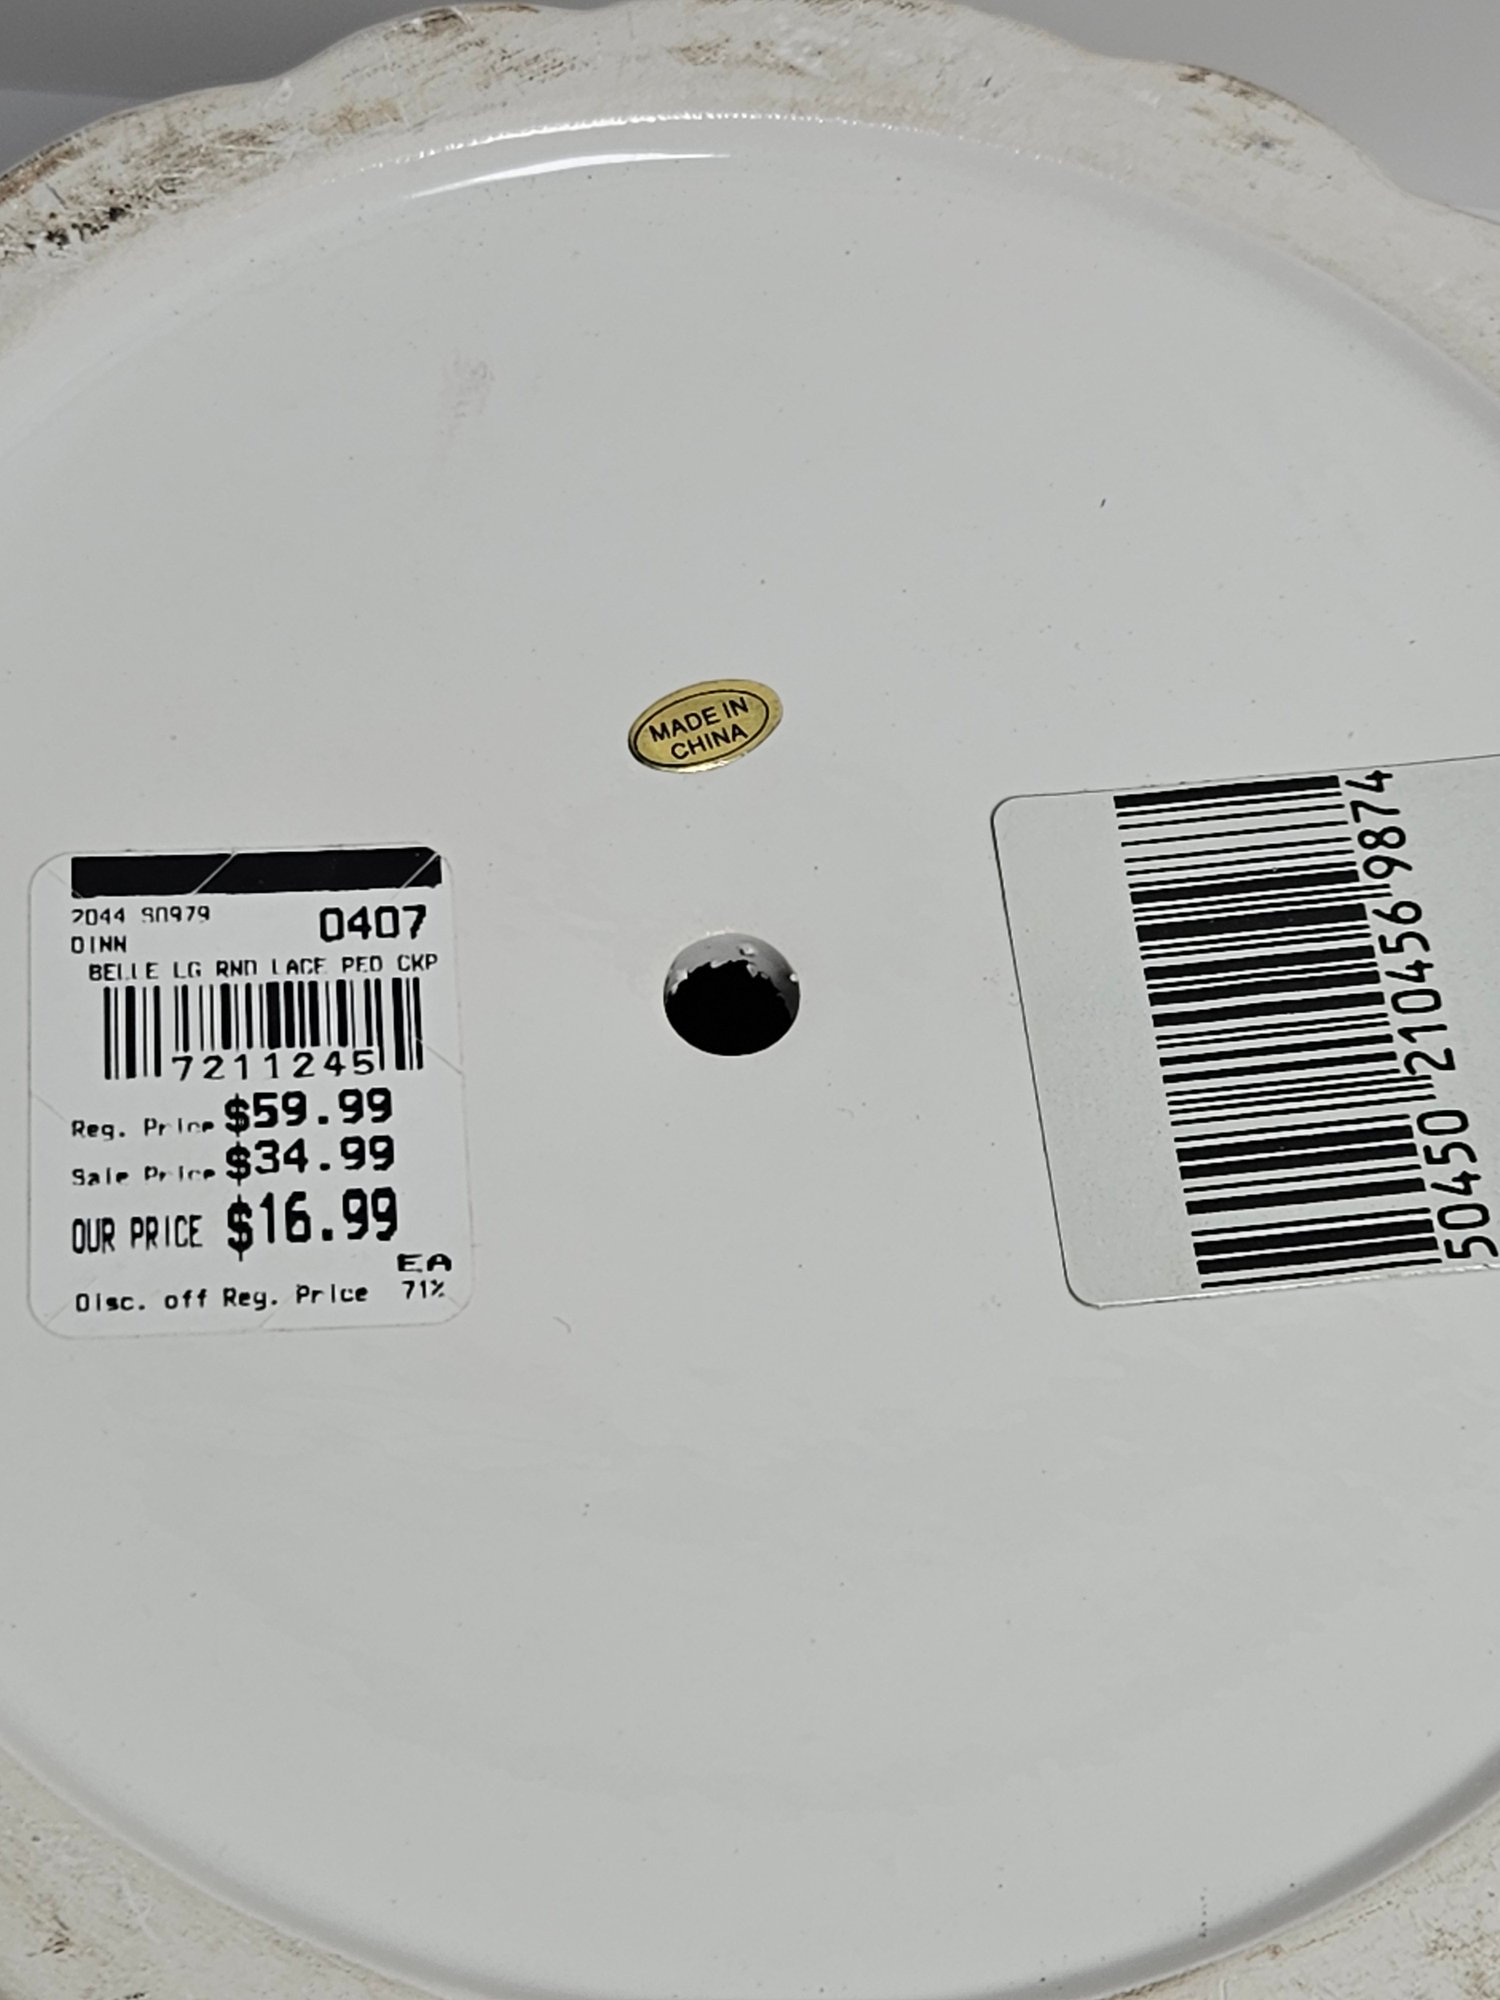 MADE IN
CHINA
2044 S0979
DINN 0407
BELLE LG RND LACE PED CKP
7211245
Reg. Price $59.99
Sale Price $34.99
OUR PRICE $16.99
EA
Disc. off Reg. Price 71%
50450 210456 9874